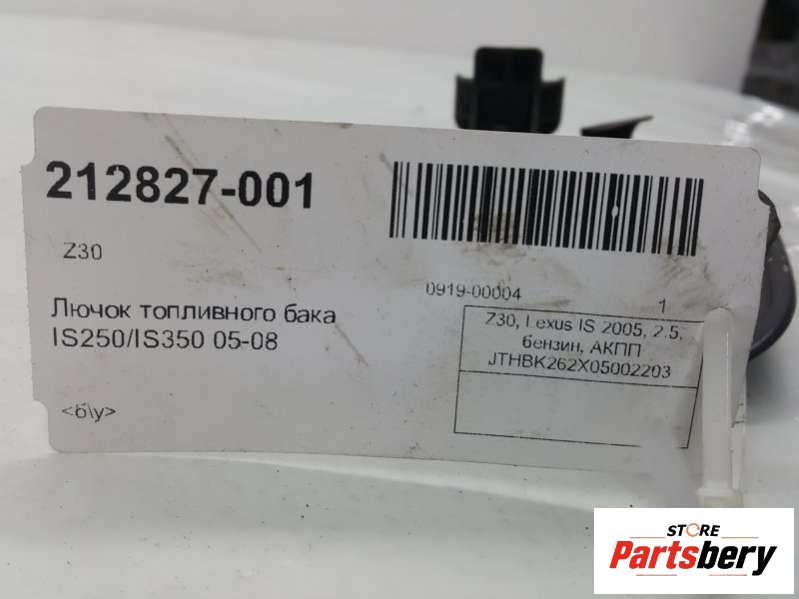 212827-001
Z30
Лючок топливного бака
IS250/IS350 05-08
<б\у>
0919-00004
1
Z30, Lexus IS 2005, 2.5,
бензин, АКПП
JTHBK262X05002203
STORE
Partsbery